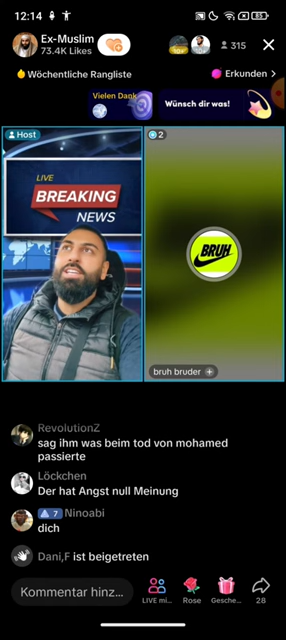 12:14
85
Ex-Muslim
73.4K Likes
315
Wöchentliche Rangliste
Erkunden >
Vielen Dank
Wünsch dir was!
Host
2
LIVE
BREAKING
NEWS
BRUH
bruh bruder +
RevolutionZ
sag ihm was beim tod von mohamed
passierte
Löckchen
Der hat Angst null Meinung
7 Ninoabi
dich
Dani,F ist beigetreten
Kommentar hinz...
LIVE mi...
Rose
Gesche...
28